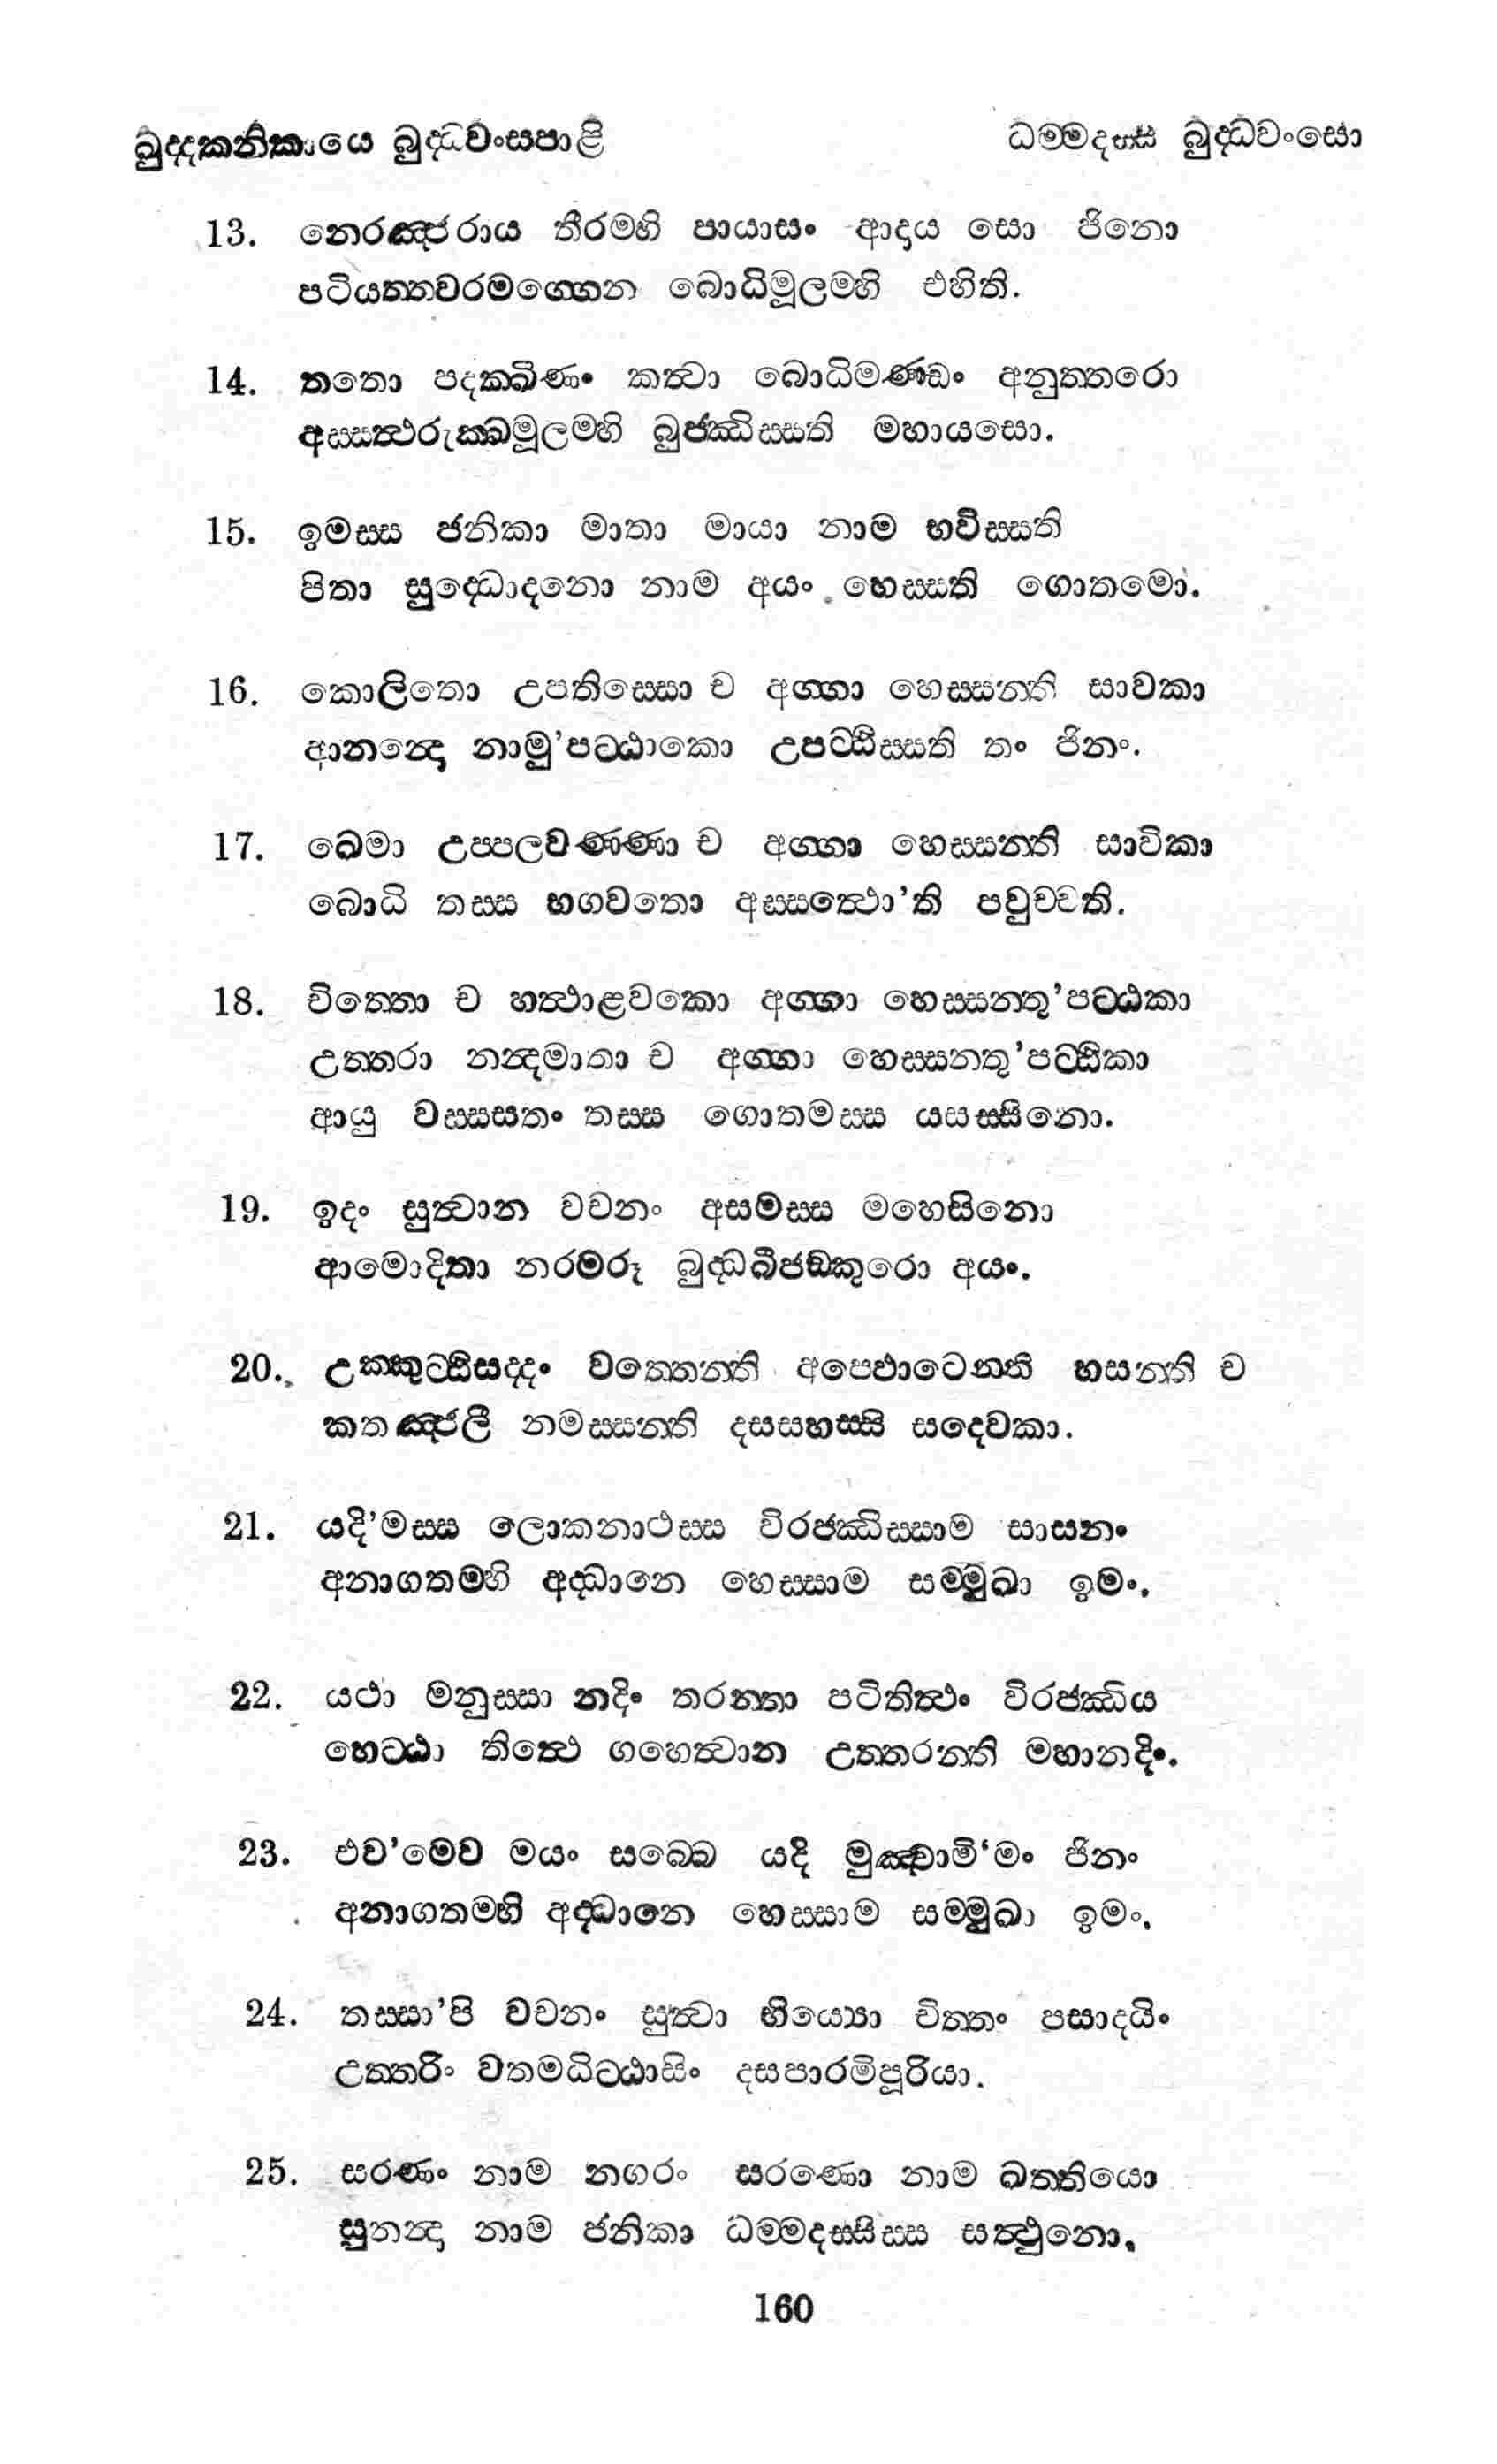 ඛුද්දකනිකායෙ බුද්ධවංසපාළි
ධම්මදස්සී බුද්ධවංසො
13. නෙරඤ්ජරාය තීරම්හි පායාසං ආදාය සො ජිනො
පටියත්තවරමග්ගෙන බොධිමූලම්හි එහිති.
14. තතො පදක්ඛිණං කත්වා බොධිමණ්ඩං අනුත්තරො
අස්සත්ථරුක්ඛමූලම්හි බුජ්ඣිස්සති මහායසො.
15. ඉමස්ස ජනිකා මාතා මායා නාම භවිස්සති
පිතා සුද්ධොදනො නාම අයං හෙස්සති ගොතමො.
16. කොලිතො උපතිස්සො ච අග්ගා හෙස්සන්ති සාවකා
ආනන්දො නාමු'පට්ඨාකො උපට්ඨිස්සති තං ජිනං.
17. ඛෙමා උප්පලවණ්ණා ච අග්ගා හෙස්සන්ති සාවිකා
බොධි තස්ස භගවතො අස්සත්ථො'ති පවුච්චති.
18. චිත්තො ච හත්ථාළවකො අග්ගා හෙස්සන්තු'පට්ඨකා
උත්තරා නන්දමාතා ච අග්ගා හෙස්සන්තු'පට්ඨිකා
ආයු වස්සසතං තස්ස ගොතමස්ස යසස්සිනො.
19. ඉදං සුත්වාන වචනං අසමස්ස මහෙසිනො
ආමොදිතා නරමරූ බුද්ධබීජඞ්කුරො අයං.
20. උක්කුට්ඨිසද්දං වත්තෙන්ති අප්ඵොටෙන්ති හසන්ති ච
කතඤ්ජලී නමස්සන්ති දසසහස්සි සදෙවකා.
21. යදි'මස්ස ලොකනාථස්ස විරජ්ඣිස්සාම සාසනං
අනාගතම්හි අද්ධානෙ හෙස්සාම සම්මුඛා ඉමං.
22. යථා මනුස්සා නදිං තරන්තා පටිතිත්ථං විරජ්ඣිය
හෙට්ඨා තිත්ථෙ ගහෙත්වාන උත්තරන්ති මහානදිං.
23. එව'මෙව මයං සබ්බෙ යදි මුඤ්චාමි‘මං ජිනං
අනාගතම්හි අද්ධානෙ හෙස්සාම සම්මුඛා ඉමං.
24. තස්සා'පි වචනං සුත්වා භිය්‍යො චිත්තං පසාදයිං
උත්තරිං වතමධිට්ඨාසිං දසපාරමිපූරියා.
25. සරණං නාම නගරං සරණො නාම ඛත්තියො
සුනන්දා නාම ජනිකා ධම්මදස්සිස්ස සත්ථුනො.
160